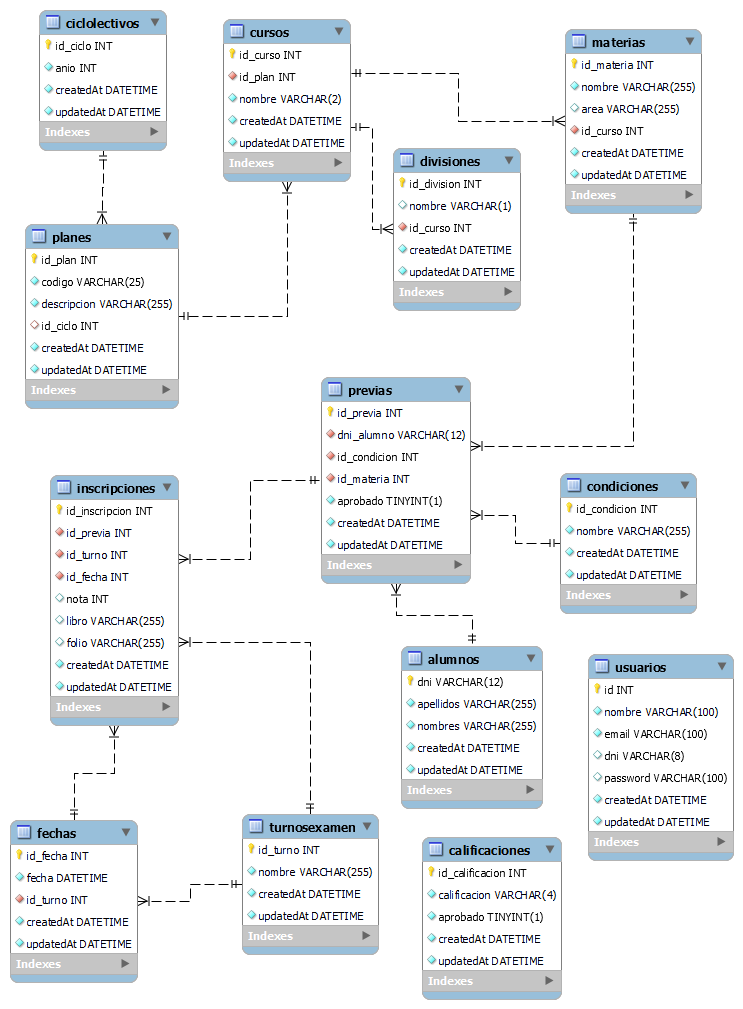 ciclolectivos
id_ciclo INT
anio INT
createdAt DATETIME
updatedAt DATETIME
Indexes
cursos
id_curso INT
id_plan INT
nombre VARCHAR(2)
createdAt DATETIME
updatedAt DATETIME
Indexes
materias
id_materia INT
nombre VARCHAR(255)
area VARCHAR(255)
id_curso INT
createdAt DATETIME
updatedAt DATETIME
Indexes
divisiones
id_division INT
nombre VARCHAR(1)
id_curso INT
createdAt DATETIME
updatedAt DATETIME
Indexes
planes
id_plan INT
codigo VARCHAR(25)
descripcion VARCHAR(255)
id_ciclo INT
createdAt DATETIME
updatedAt DATETIME
Indexes
previas
id_previa INT
dni_alumno VARCHAR(12)
id_condicion INT
id_materia INT
aprobado TINYINT(1)
createdAt DATETIME
updatedAt DATETIME
Indexes
inscripciones
id_inscripcion INT
id_previa INT
id_turno INT
id_fecha INT
nota INT
libro VARCHAR(255)
folio VARCHAR(255)
createdAt DATETIME
updatedAt DATETIME
Indexes
condiciones
id_condicion INT
nombre VARCHAR(255)
createdAt DATETIME
updatedAt DATETIME
Indexes
alumnos
dni VARCHAR(12)
apellidos VARCHAR(255)
nombres VARCHAR(255)
createdAt DATETIME
updatedAt DATETIME
Indexes
usuarios
id INT
nombre VARCHAR(100)
email VARCHAR(100)
dni VARCHAR(8)
password VARCHAR(100)
createdAt DATETIME
updatedAt DATETIME
Indexes
fechas
id_fecha INT
fecha DATETIME
id_turno INT
createdAt DATETIME
updatedAt DATETIME
Indexes
turnosexamen
id_turno INT
nombre VARCHAR(255)
createdAt DATETIME
updatedAt DATETIME
Indexes
calificaciones
id_calificacion INT
calificacion VARCHAR(4)
aprobado TINYINT(1)
createdAt DATETIME
updatedAt DATETIME
Indexes